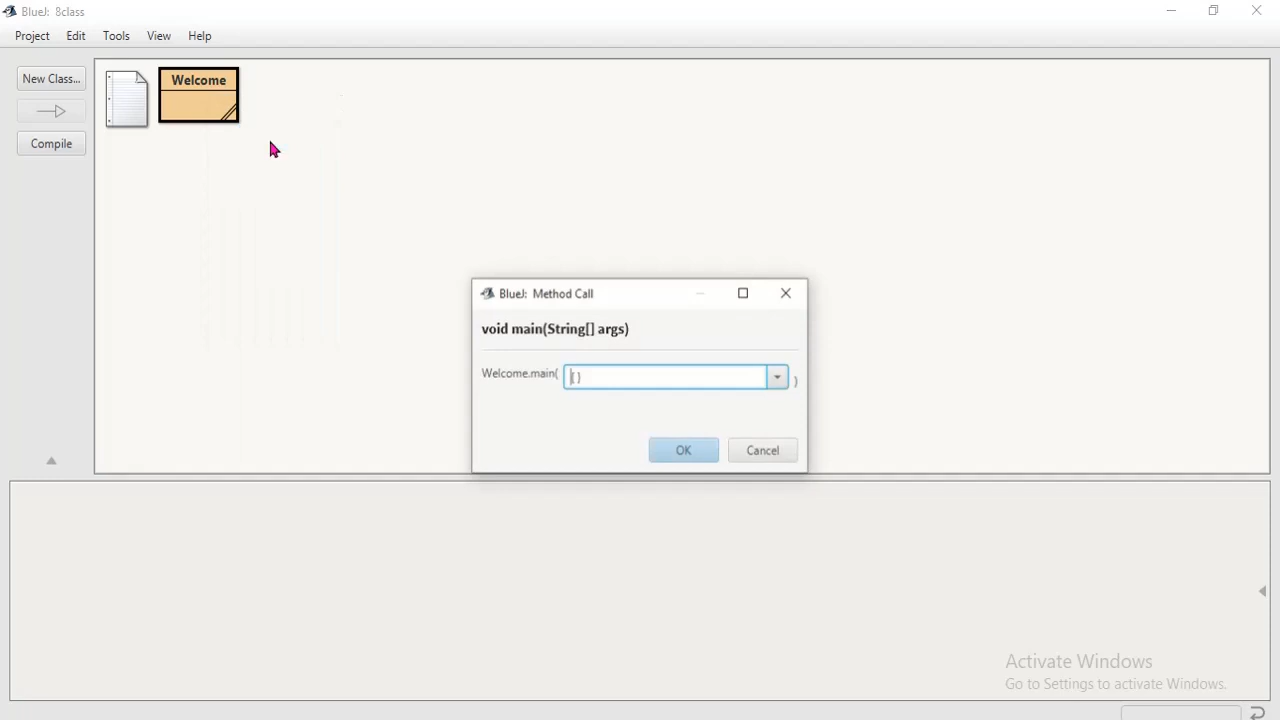 BlueJ: 8class
Project Edit Tools View Help
New Class...
Welcome
Compile
BlueJ: Method Call
void main(String[] args)
Welcome.main( { } )
OK Cancel
Activate Windows
Go to Settings to activate Windows.